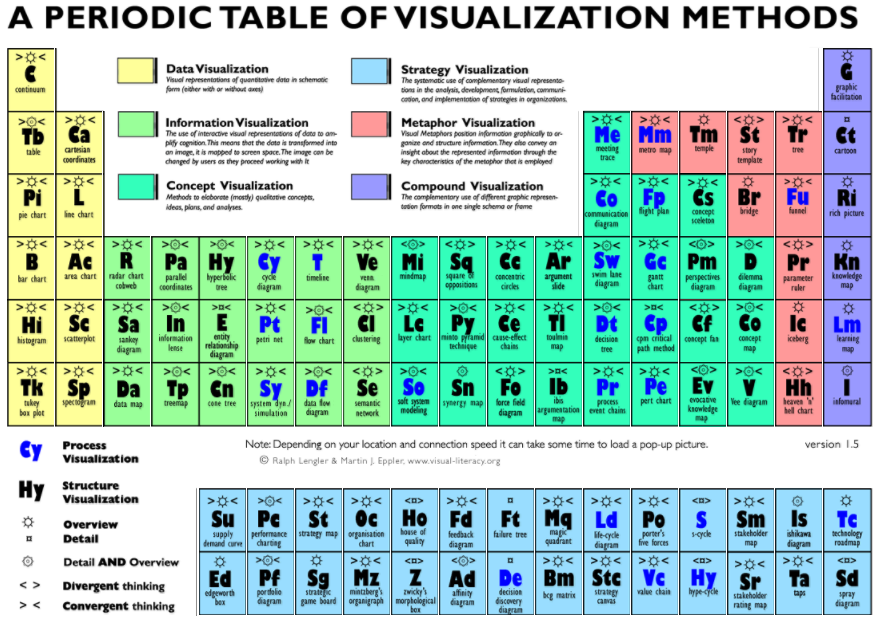 A PERIODIC TABLE OF VISUALIZATION METHODS
> < C continuum
Data Visualization
Visual representations of quantitative data in schematic
form (either with or without axes)
Strategy Visualization
The systematic use of complementary visual representa-
tions in the analysis, development, formulation, communi-
cation, and implementation of strategies in organizations.
G graphic facilitation
> < Tb table
> < Ca cartesian coordinates
Information Visualization
The use of interactive visual representations of data to am-
plify cognition. This means that the data is transformed into
an image, it is mapped to screen space. The image can be
changed by users as they proceed working with it
Metaphor Visualization
Visual Metaphors position information graphically to or-
ganize and structure information. They also convey an
insight about the represented information through the
key characteristics of the metaphor that is employed
> < Me meeting trace
> < Mm metro map
Tm temple
< > St story template
> < Tr tree
Ct cartoon
> < Pi pie chart
> < L line chart
Concept Visualization
Methods to elaborate (mostly) qualitative concepts,
ideas, plans, and analyses.
Compound Visualization
The complementary use of different graphic represen-
tation formats in one single schema or frame
> < Co communication diagram
> < Fp flight plan
> < Cs concept sceleton
Br bridge
> < Fu funnel
Ri rich picture
> < B bar chart
> < Ac area chart
> < R radar chart cobweb
> < Pa parallel coordinates
> < Hy hyperbolic tree
> < Cy cycle diagram
> < T timeline
> < Ve venn diagram
< > Mi mindmap
< > Sq square of oppositions
> < Cc concentric circles
> < Ar argument slide
> < Sw swim lane diagram
> < Gc gantt chart
< > Pm perspectives diagram
> < D dilemma diagram
> < Pr parameter ruler
Kn knowledge map
> < Hi histogram
> < Sc scatterplot
> < Sa sankey diagram
> < In information lense
> < E entity relationship diagram
> < Pt petri net
> < Fl flow chart
> < Cl clustering
> < Lc layer chart
> < Py minto pyramid technique
> < Ce cause-effect chains
> < Tl toulmin map
> < Dt decision tree
> < Cp cpm critical path method
> < Cf concept fan
> < Co concept map
Ic iceberg
Lm learning map
> < Tk tukey box plot
> < Sp spectogram
> < Da data map
> < Tp treemap
> < Cn cone tree
> < Sy system dyn./ simulation
> < Df data flow diagram
> < Se semantic network
So soft system modeling
Sn synergy map
> < Fo force field diagram
> < Ib ibis argumentation map
> < Pr process event chains
> < Pe pert chart
< > Ev evocative knowledge map
V Vee diagram
< > Hh heaven 'n' hell chart
I infomural
Cy Process
Visualization
Note: Depending on your location and connection speed it can take some time to load a pop-up picture.
version 1.5
© Ralph Lengler & Martin J. Eppler, www.visual-literacy.org
Hy Structure
Visualization
Overview
Detail
Detail AND Overview
< > Divergent thinking
> < Convergent thinking
> < Su supply demand curve
> < Pc performance charting
> < St strategy map
> < Oc organisation chart
< > Ho house of quality
> < Fd feedback diagram
Ft failure tree
> < Mq magic quadrant
> < Ld life-cycle diagram
> < Po porter's five forces
< > S s-cycle
> < Sm stakeholder map
Is ishikawa diagram
Tc technology roadmap
Ed edgeworth box
> < Pf portfolio diagram
Sg strategic game board
> < Mz mintzberg's organigraph
< > Z zwicky's morphological box
< > Ad affinity diagram
De decision discovery diagram
> < Bm bcg matrix
> < Stc strategy canvas
> < Vc value chain
< > Hy hype-cycle
> < Sr stakeholder rating map
> < Ta taps
< > Sd spray diagram